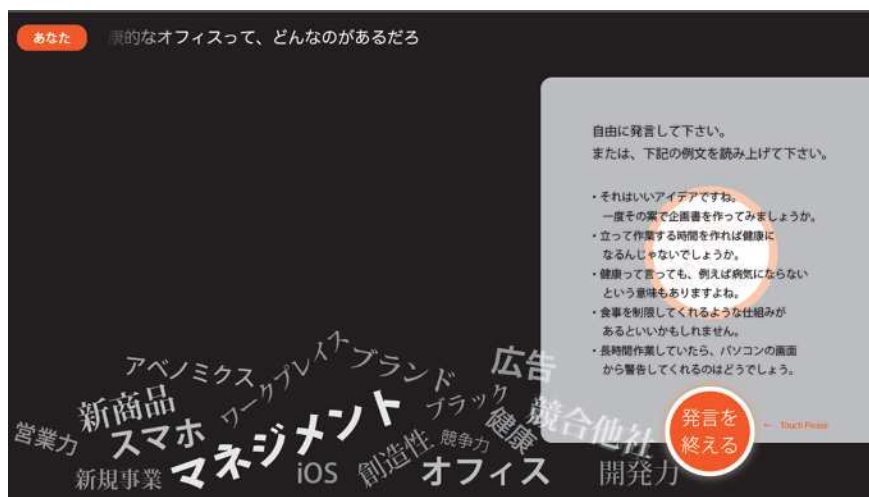 あなた
康的なオフィスって、どんなのがあるだろ
自由に発言して下さい。
または、下記の例文を読み上げて下さい。
・それはいいアイデアですね。
一度その案で企画書を作ってみましょうか。
・立って作業する時間を作れば健康に
なるんじゃないでしょうか。
・健康って言っても、例えば病気にならない
という意味もありますよね。
・食事を制限してくれるような仕組みが
あるといいかもしれません。
・長時間作業していたら、パソコンの画面
から警告してくれるのはどうでしょう。
発言を
終える
← Touch Please
アベノミクス
ワークプレイス
ブランド
広告
新商品
営業力
スマホ
マネジメント
ブラック
健康
競合他社
新規事業
iOS
創造性
競争力
オフィス
開発力